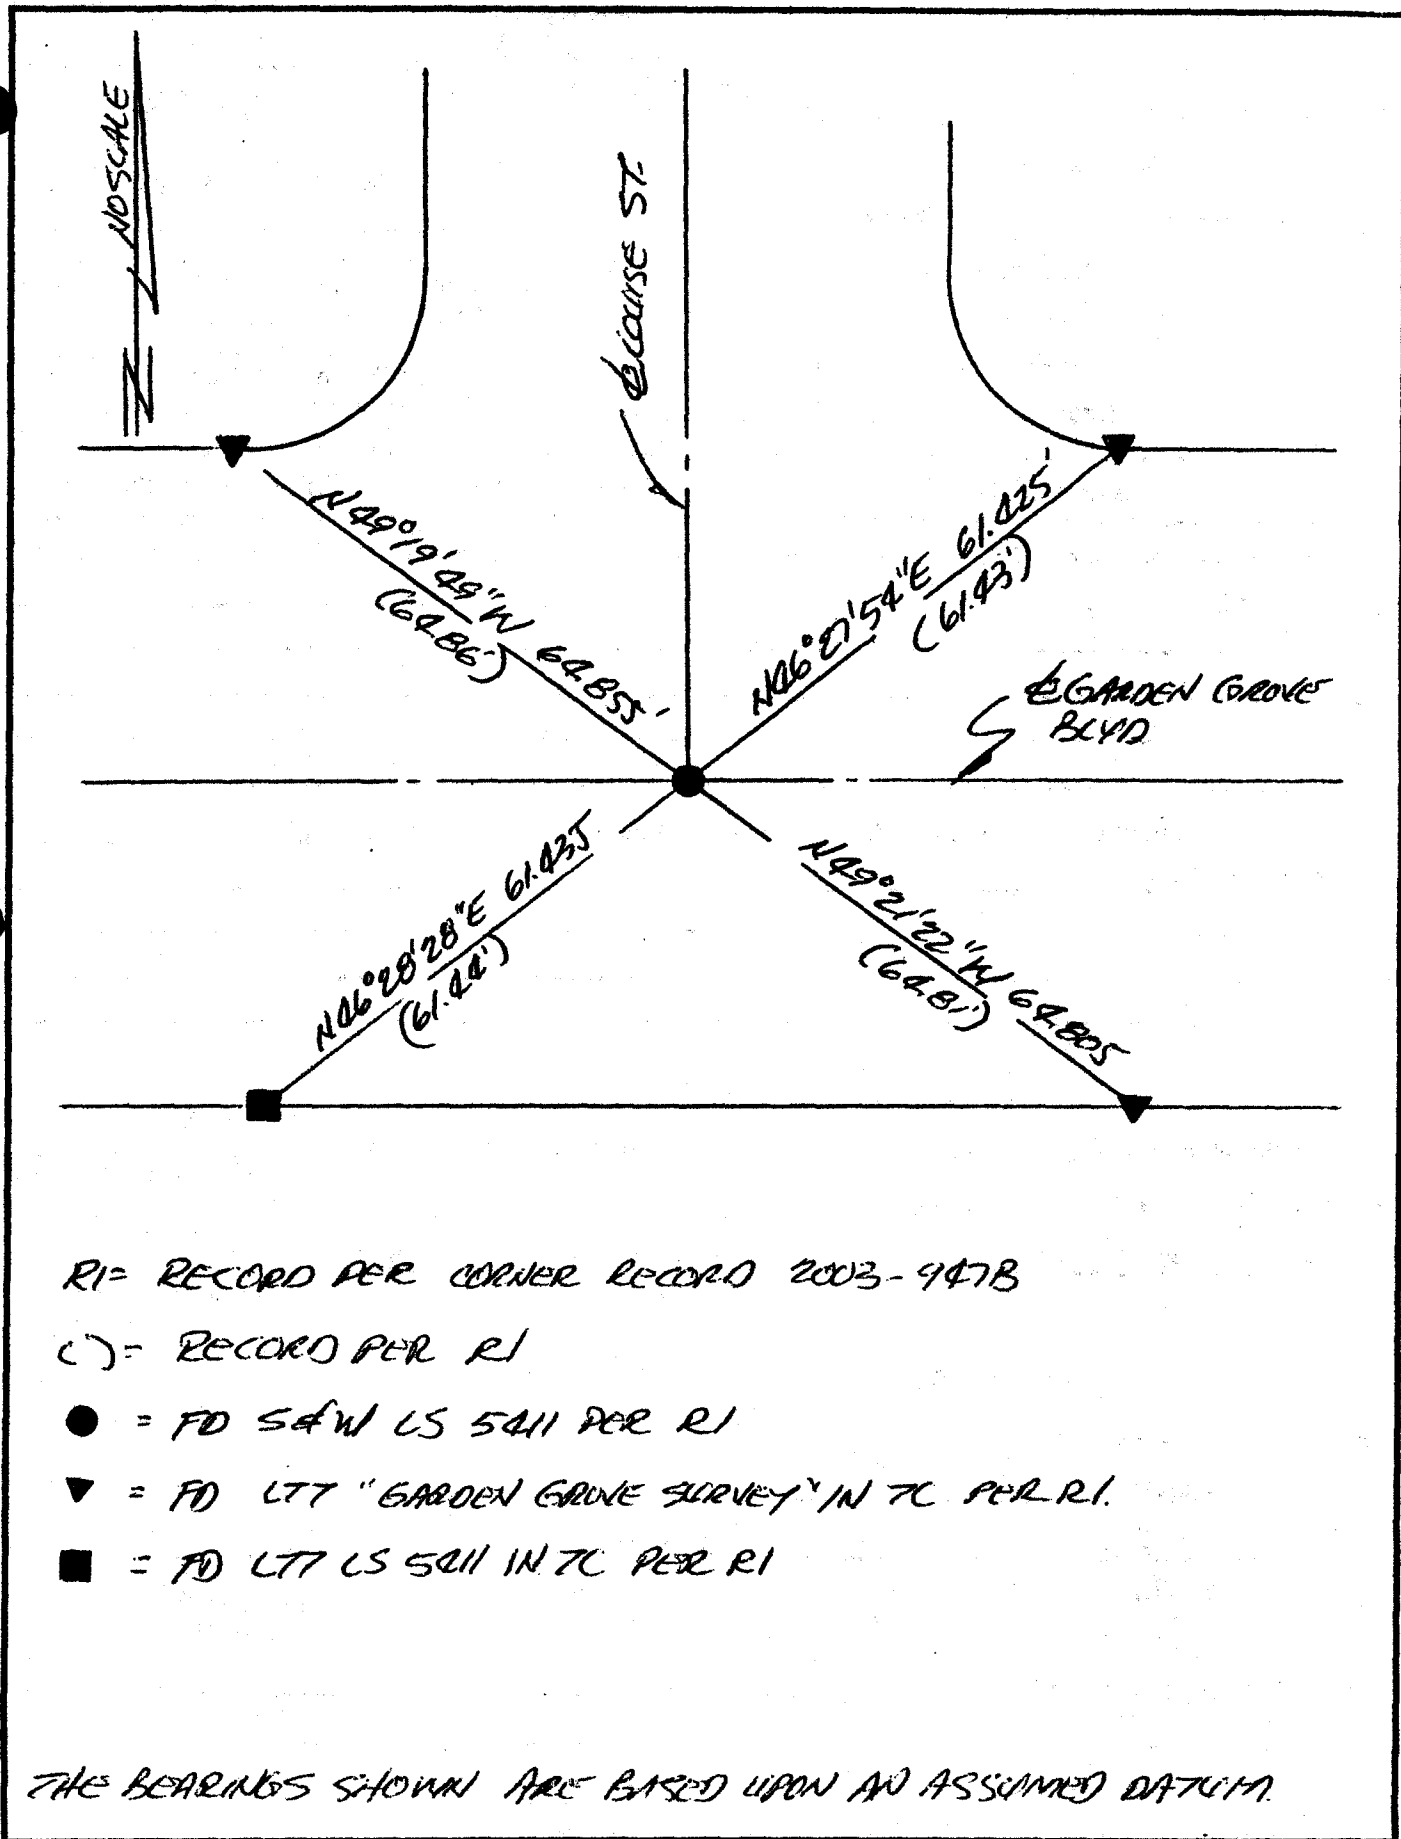 NO SCALE
N
℄ COURSE ST.
N49°19'49"W 64.855'
(64.86')
N46°27'54"E 61.425'
(61.43')
℄ GARDEN GROVE
BLVD
N46°28'28"E 61.435
(61.44')
N49°21'22"W 64.805
(64.81')
R1= RECORD PER CORNER RECORD 2003-947B
( )= RECORD PER R1
= FD S&W LS 5411 PER R1
= FD LTT "GARDEN GROVE SURVEY" IN TC PER R1.
= FD LTT LS 5411 IN TC PER R1
THE BEARINGS SHOWN ARE BASED UPON AN ASSUMED DATUM.